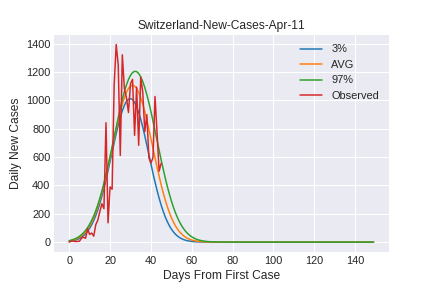 Switzerland-New-Cases-Apr-11
1400
1200
1000
800
600
400
200
0
Daily New Cases
3%
AVG
97%
Observed
0 20 40 60 80 100 120 140
Days From First Case